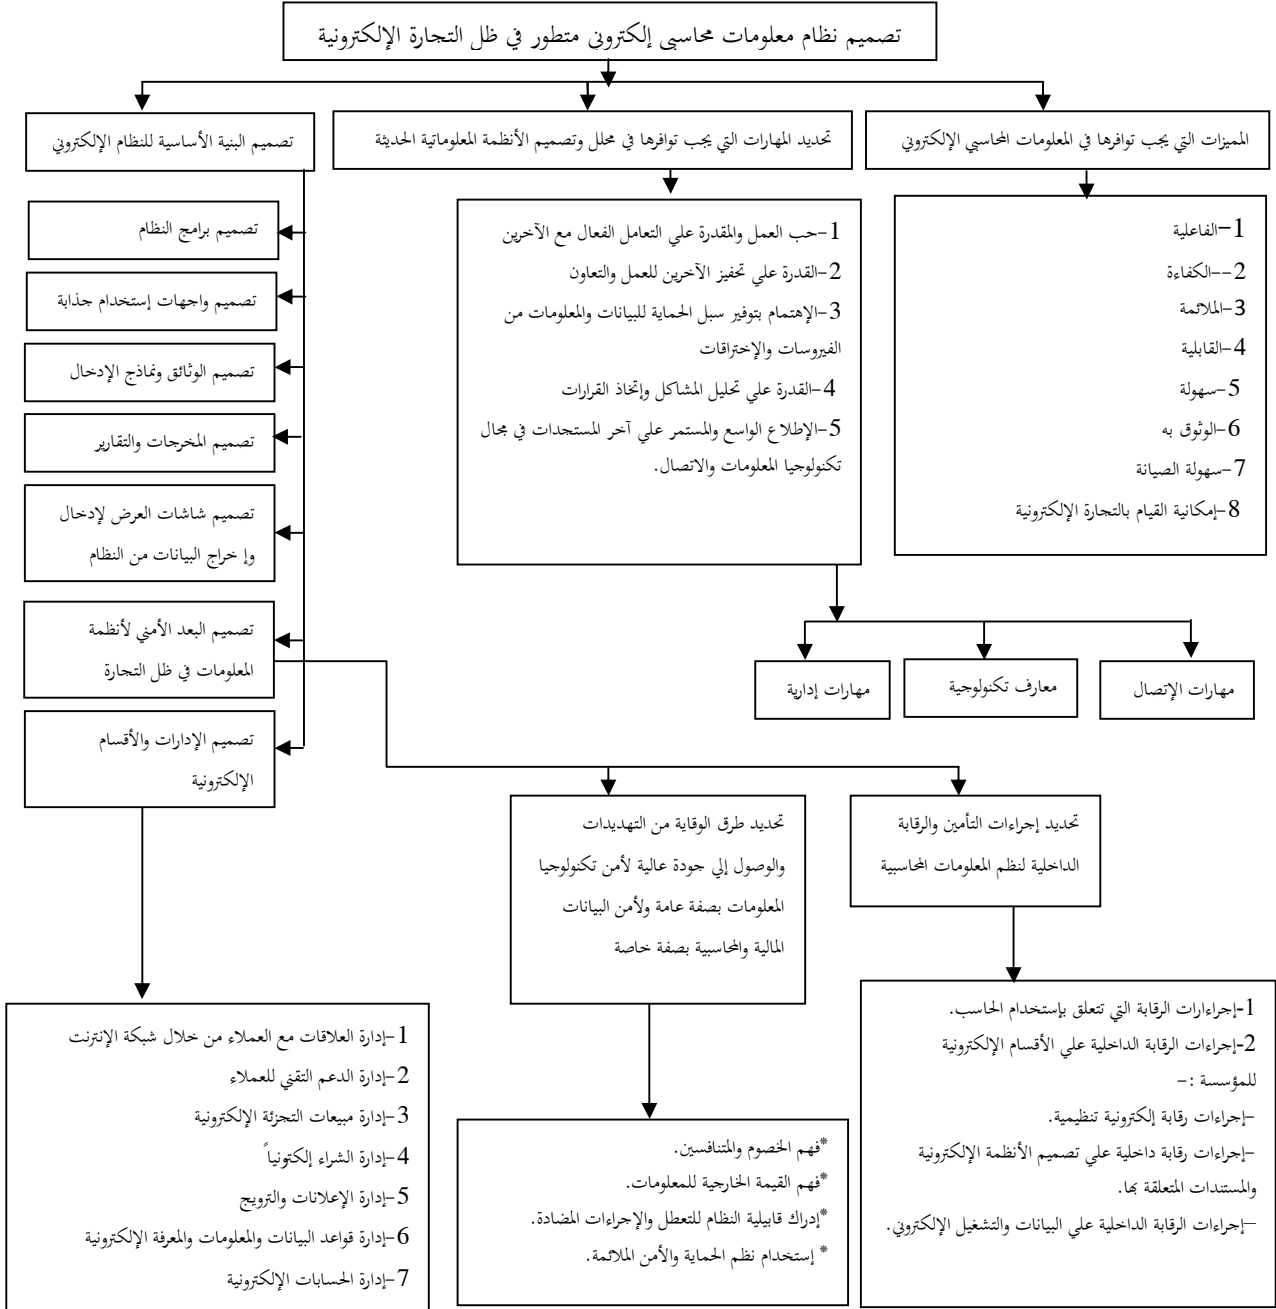 تصميم نظام معلومات محاسبى إلكترونى متطور في ظل التجارة الإلكترونية
المميزات التي يجب توافرها في المعلومات المحاسبي الإلكتروني
تحديد المهارات التي يجب توافرها في محلل وتصميم الأنظمة المعلوماتية الحديثة
تصميم البنية الأساسية للنظام الإلكتروني
1–الفاعلية
2--الكفاءة
3–الملائمة
4–القابلية
5–سهولة
6–الوثوق به
7–سهولة الصيانة
8–إمكانية القيام بالتجارة الإلكترونية
1–حب العمل والمقدرة علي التعامل الفعال مع الآخرين
2–القدرة علي تحفيز الآخرين للعمل والتعاون
3–الإهتمام بتوفير سبل الحماية للبيانات والمعلومات من
الفيروسات والإختراقات
4–القدرة علي تحليل المشاكل وإتخاذ القرارات
5–الإطلاع الواسع والمستمر علي آخر المستجدات في مجال
تكنولوجيا المعلومات والاتصال.
تصميم برامج النظام
تصميم واجهات إستخدام جذابة
تصميم الوثائق ونماذج الإدخال
تصميم المخرجات والتقارير
تصميم شاشات العرض لإدخال
وإ خراج البيانات من النظام
تصميم البعد الأمني لأنظمة
المعلومات في ظل التجارة
تصميم الإدارات والأقسام
الإلكترونية
مهارات الإتصال
معارف تكنولوجية
مهارات إدارية
تحديد إجراءات التأمين والرقابة
الداخلية لنظم المعلومات المحاسبية
تحديد طرق الوقاية من التهديدات
والوصول إلي جودة عالية لأمن تكنولوجيا
المعلومات بصفة عامة ولأمن البيانات
المالية والمحاسبية بصفة خاصة
1-إجراءارات الرقابة التي تتعلق بإستخدام الحاسب.
2-إجراءات الرقابة الداخلية علي الأقسام الإلكترونية
للمؤسسة :–
–إجراءات رقابة إلكترونية تنظيمية.
–إجراءات رقابة داخلية علي تصميم الأنظمة الإلكترونية
والمستندات المتعلقة بها.
–إجراءات الرقابة الداخلية علي البيانات والتشغيل الإلكتروني.
*فهم الخصوم والمتنافسين.
*فهم القيمة الخارجية للمعلومات.
*إدراك قابيلية النظام للتعطل والإجراءات المضادة.
* إستخدام نظم الحماية والأمن الملائمة.
1–إدارة العلاقات مع العملاء من خلال شبكة الإنترنت
2–إدارة الدعم التقني للعملاء
3–إدارة مبيعات التجزئة الإلكترونية
4–إدارة الشراء إلكتونياً
5–إدارة الإعلانات والترويج
6–إدارة قواعد البيانات والمعلومات والمعرفة الإلكترونية
7–إدارة الحسابات الإلكترونية